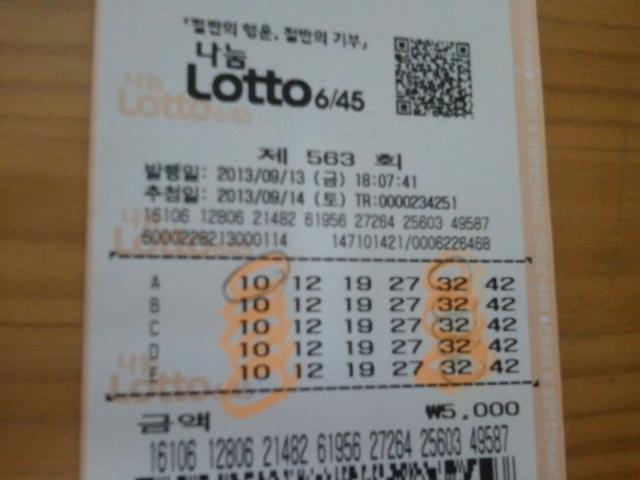 「절반의 행운, 절반의 기부」
나눔
Lotto 6/45
제 563 회
발행일: 2013/09/13 (금) 18:07:41
추첨일: 2013/09/14 (토) TR:0000234251
16106 12806 21482 61956 27264 25603 49587
6000228213000114 147101421/0006226468
A 10 12 19 27 32 42
B 10 12 19 27 32 42
C 10 12 19 27 32 42
D 10 12 19 27 32 42
E 10 12 19 27 32 42
금액 ₩5,000
16106 12806 21482 61956 27264 25603 49587